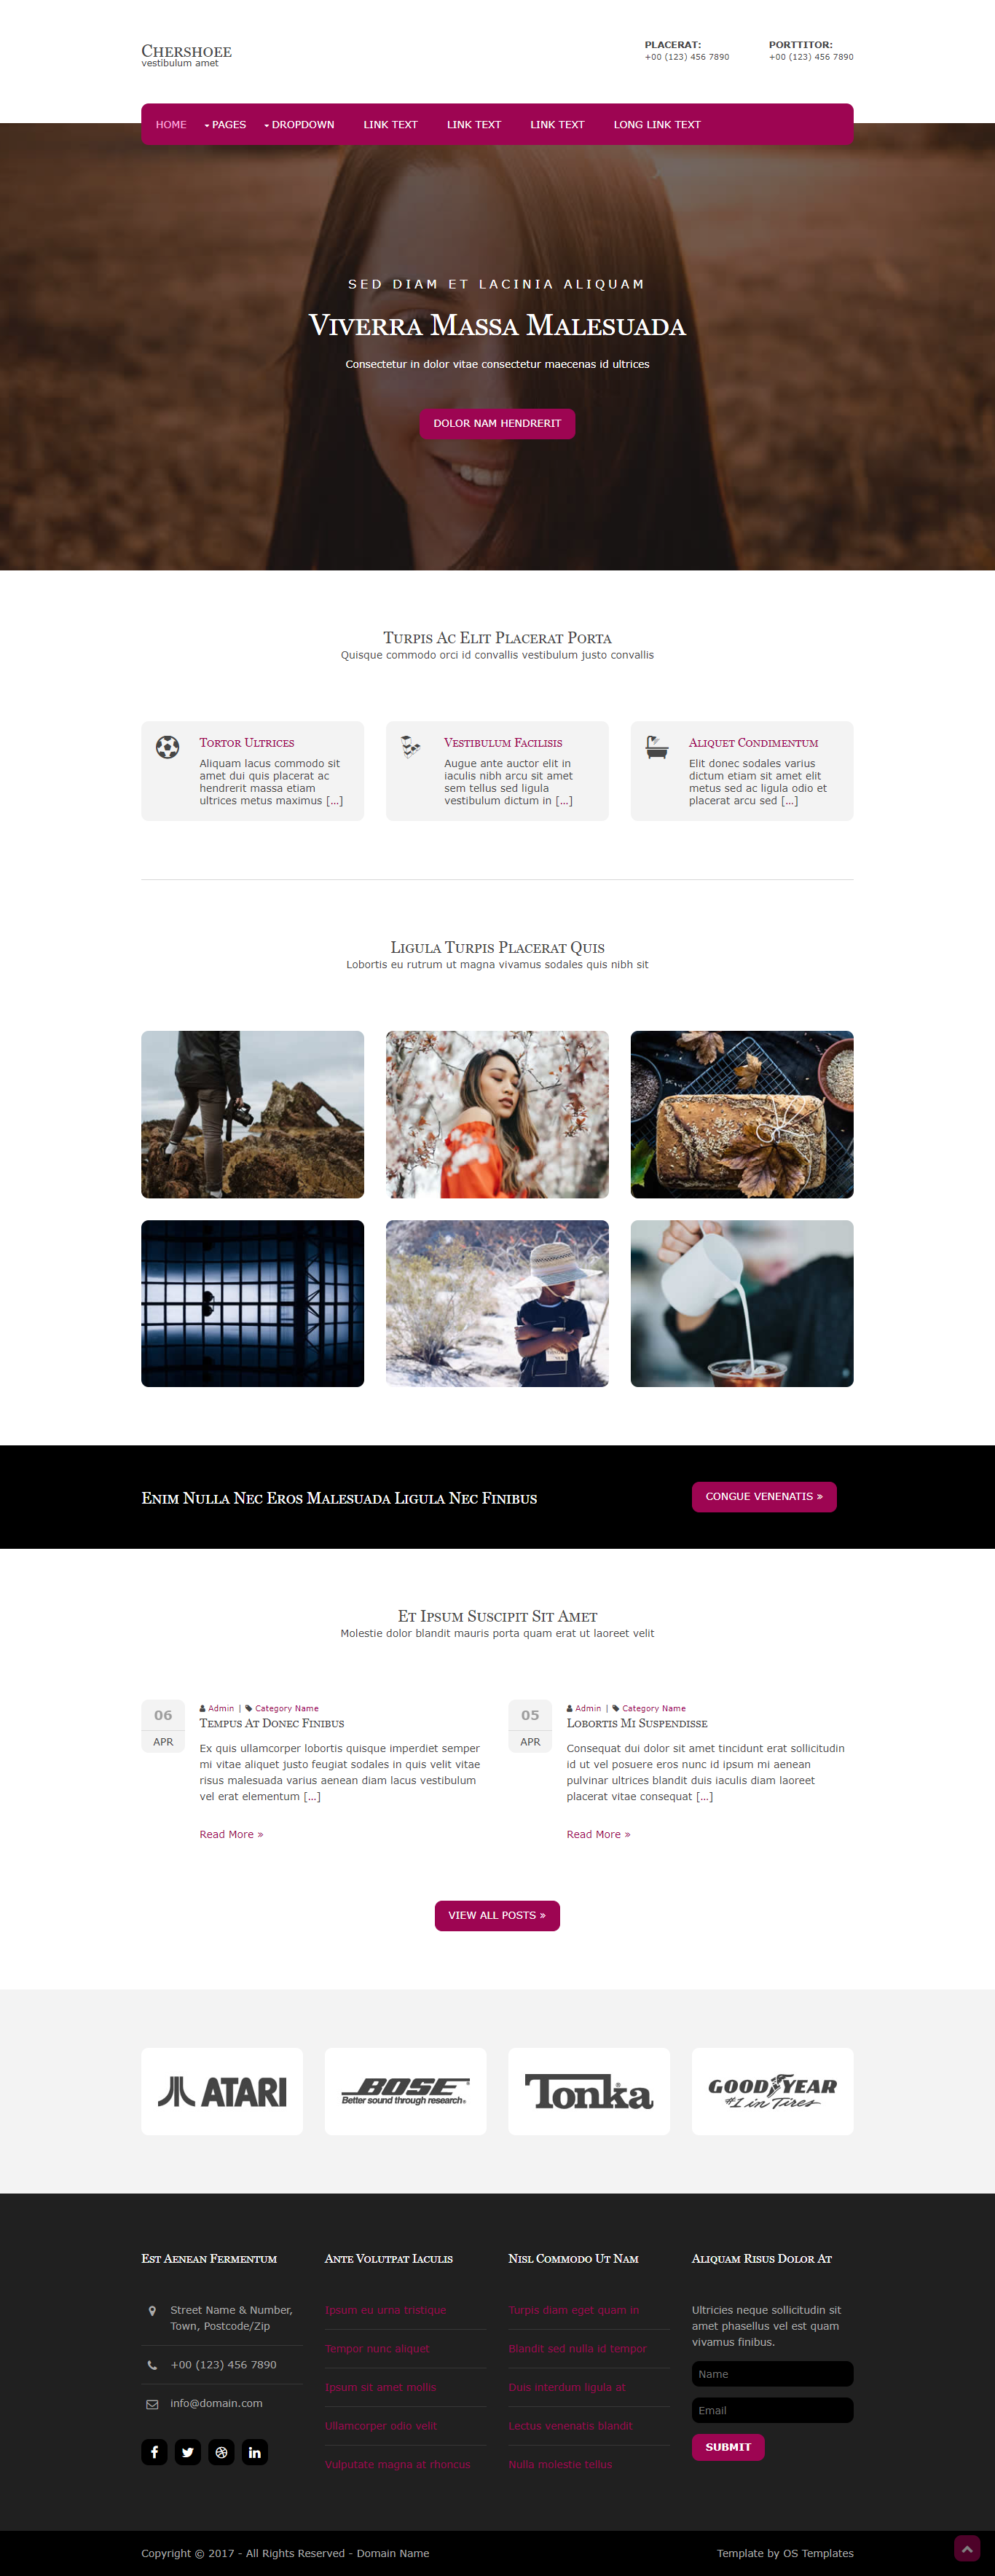 Chershoee
vestibulum amet
PLACERAT:
+00 (123) 456 7890
PORTTITOR:
+00 (123) 456 7890
HOME PAGES DROPDOWN LINK TEXT LINK TEXT LINK TEXT LONG LINK TEXT
SED DIAM ET LACINIA ALIQUAM
Viverra Massa Malesuada
Consectetur in dolor vitae consectetur maecenas id ultrices
DOLOR NAM HENDRERIT
Turpis Ac Elit Placerat Porta
Quisque commodo orci id convallis vestibulum justo convallis
Tortor Ultrices
Aliquam lacus commodo sit
amet dui quis placerat ac
hendrerit massa etiam
ultrices metus maximus […]
Vestibulum Facilisis
Augue ante auctor elit in
iaculis nibh arcu sit amet
sem tellus sed ligula
vestibulum dictum in […]
Aliquet Condimentum
Elit donec sodales varius
dictum etiam sit amet elit
metus sed ac ligula odio et
placerat arcu sed […]
Ligula Turpis Placerat Quis
Lobortis eu rutrum ut magna vivamus sodales quis nibh sit
Enim Nulla Nec Eros Malesuada Ligula Nec Finibus
CONGUE VENENATIS »
Et Ipsum Suscipit Sit Amet
Molestie dolor blandit mauris porta quam erat ut laoreet velit
06
APR
Admin | Category Name
Tempus At Donec Finibus
Ex quis ullamcorper lobortis quisque imperdiet semper
mi vitae aliquet justo feugiat sodales in quis velit vitae
risus malesuada varius aenean diam lacus vestibulum
vel erat elementum […]
Read More »
05
APR
Admin | Category Name
Lobortis Mi Suspendisse
Consequat dui dolor sit amet tincidunt erat sollicitudin
id ut vel posuere eros nunc id ipsum mi aenean
pulvinar ultrices blandit duis iaculis diam laoreet
placerat vitae consequat […]
Read More »
VIEW ALL POSTS »
ATARI
BOSE
Better sound through research®
Tonka
GOODYEAR
#1 in Tires
Est Aenean Fermentum
Street Name & Number,
Town, Postcode/Zip
+00 (123) 456 7890
info@domain.com
Ante Volutpat Iaculis
Ipsum eu urna tristique
Tempor nunc aliquet
Ipsum sit amet mollis
Ullamcorper odio velit
Vulputate magna at rhoncus
Nisl Commodo Ut Nam
Turpis diam eget quam in
Blandit sed nulla id tempor
Duis interdum ligula at
Lectus venenatis blandit
Nulla molestie tellus
Aliquam Risus Dolor At
Ultricies neque sollicitudin sit
amet phasellus vel est quam
vivamus finibus.
Name
Email
SUBMIT
Copyright © 2017 - All Rights Reserved - Domain Name
Template by OS Templates